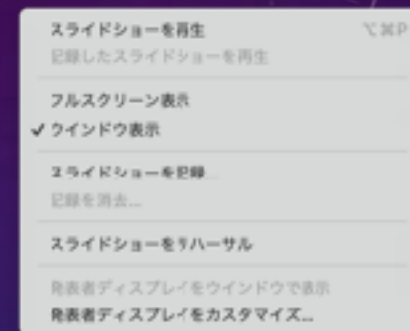 スライドショーを再生 ⌥⌘P
記録したスライドショーを再生
フルスクリーン表示
✓ ウインドウ表示
スライドショーを記録...
記録を消去...
スライドショーをリハーサル
発表者ディスプレイをウインドウで表示
発表者ディスプレイをカスタマイズ...